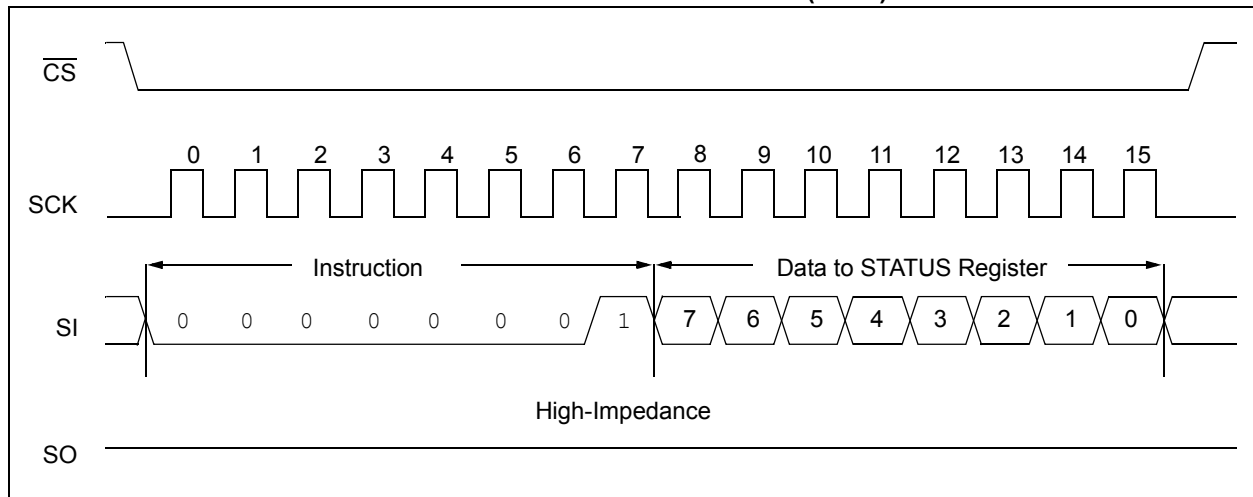 CS
0 1 2 3 4 5 6 7 8 9 10 11 12 13 14 15
SCK
Instruction Data to STATUS Register
SI 0 0 0 0 0 0 0 1 7 6 5 4 3 2 1 0
High-Impedance
SO